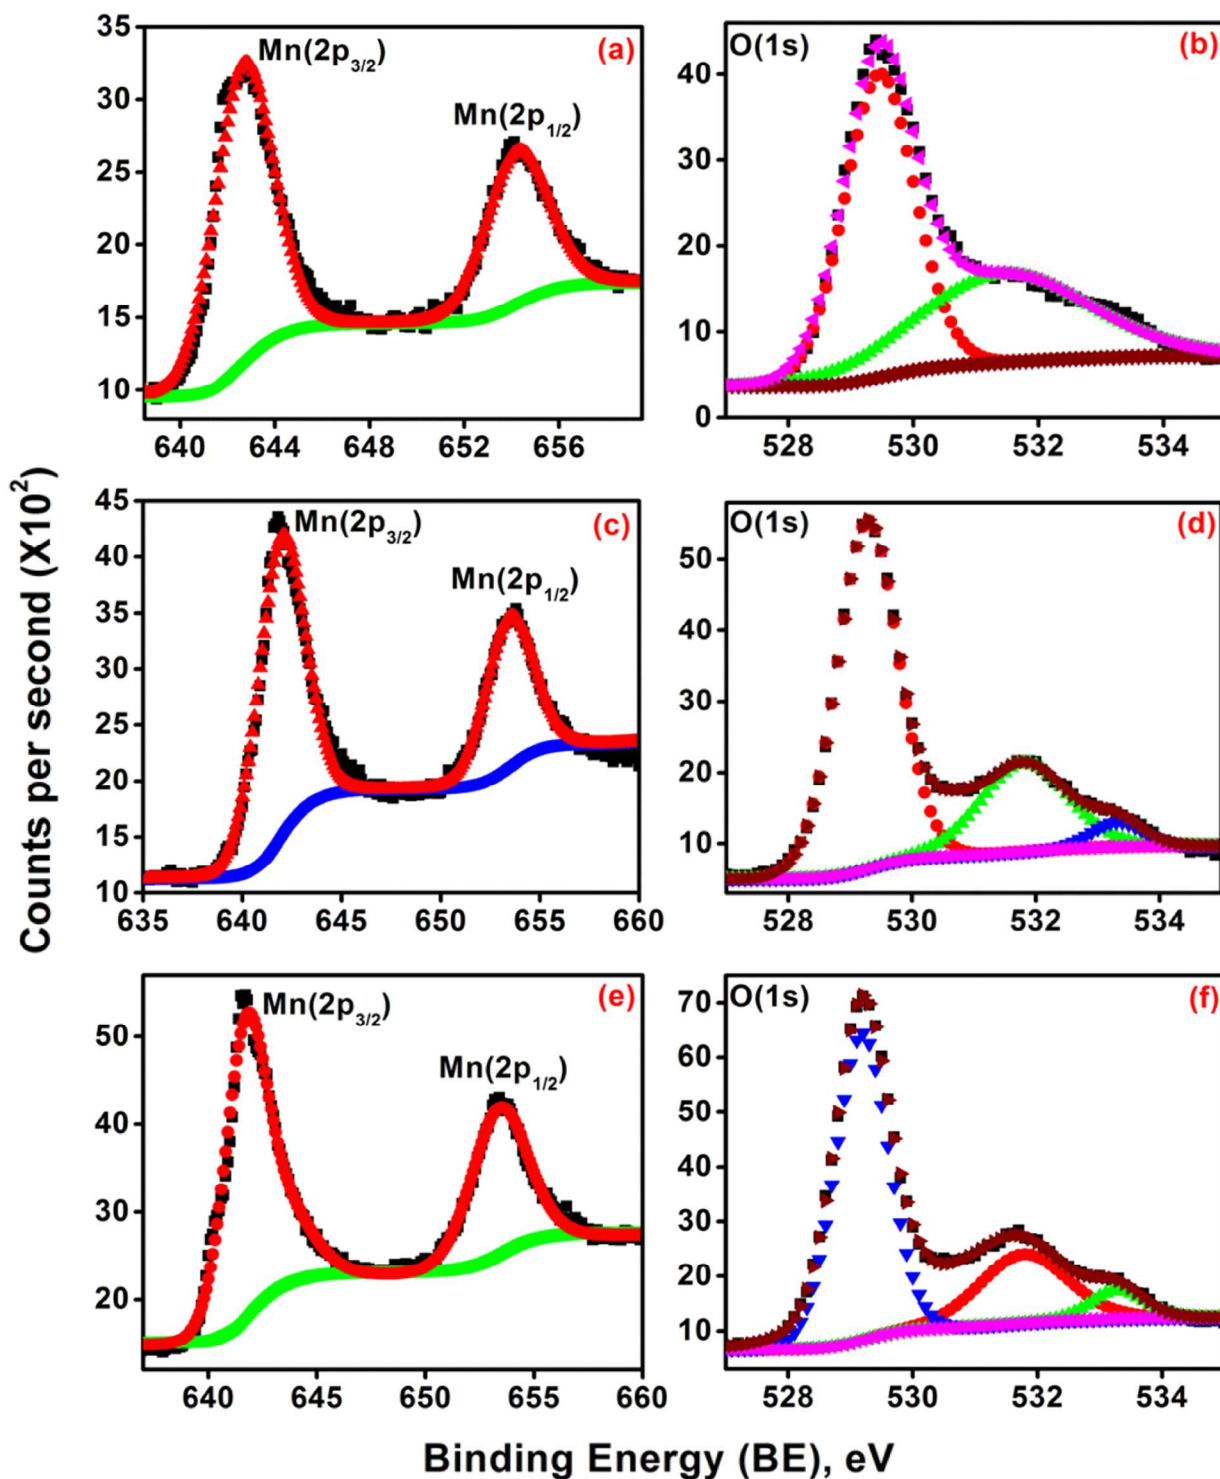 Counts per second (X10²)
(a)
Mn(2p3/2)
Mn(2p1/2)
35
30
25
20
15
10
640 644 648 652 656
O(1s)
(b)
40
30
20
10
0
528 530 532 534
(c)
Mn(2p3/2)
Mn(2p1/2)
45
40
35
30
25
20
15
10
635 640 645 650 655 660
O(1s)
(d)
50
40
30
20
10
528 530 532 534
(e)
Mn(2p3/2)
Mn(2p1/2)
50
40
30
20
640 645 650 655 660
O(1s)
(f)
70
60
50
40
30
20
10
528 530 532 534
Binding Energy (BE), eV